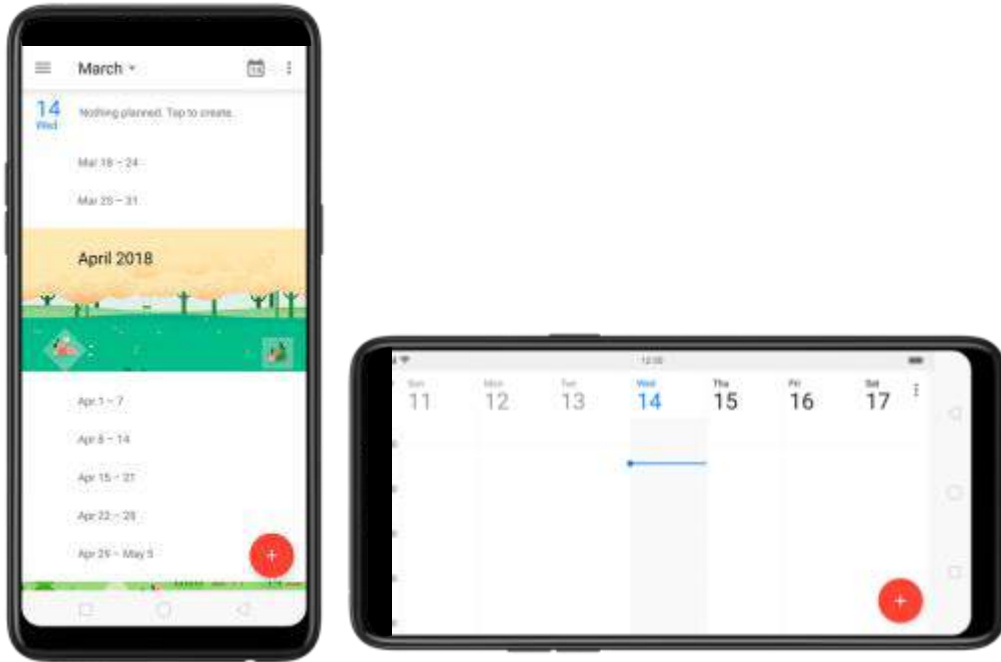 March
14
Wed
Nothing planned. Tap to create.
Mar 18 – 24
Mar 25 – 31
April 2018
Apr 1 – 7
Apr 8 – 14
Apr 15 – 21
Apr 22 – 28
Apr 29 – May 5
+
Sun Mon Tue Wed Thu Fri Sat
11 12 13 14 15 16 17
+